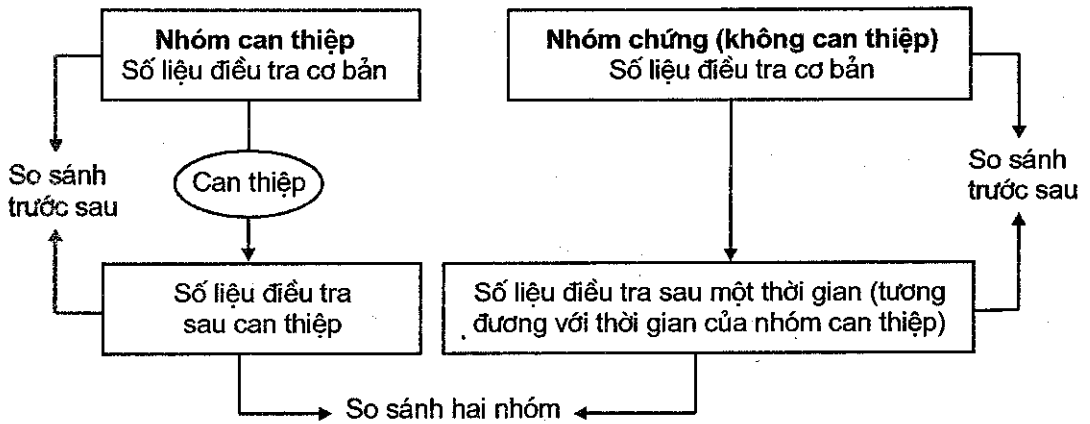 Nhóm can thiệp
Số liệu điều tra cơ bản
Nhóm chứng (không can thiệp)
Số liệu điều tra cơ bản
So sánh
trước sau
Can thiệp
So sánh
trước sau
Số liệu điều tra
sau can thiệp
Số liệu điều tra sau một thời gian (tương
đương với thời gian của nhóm can thiệp)
So sánh hai nhóm